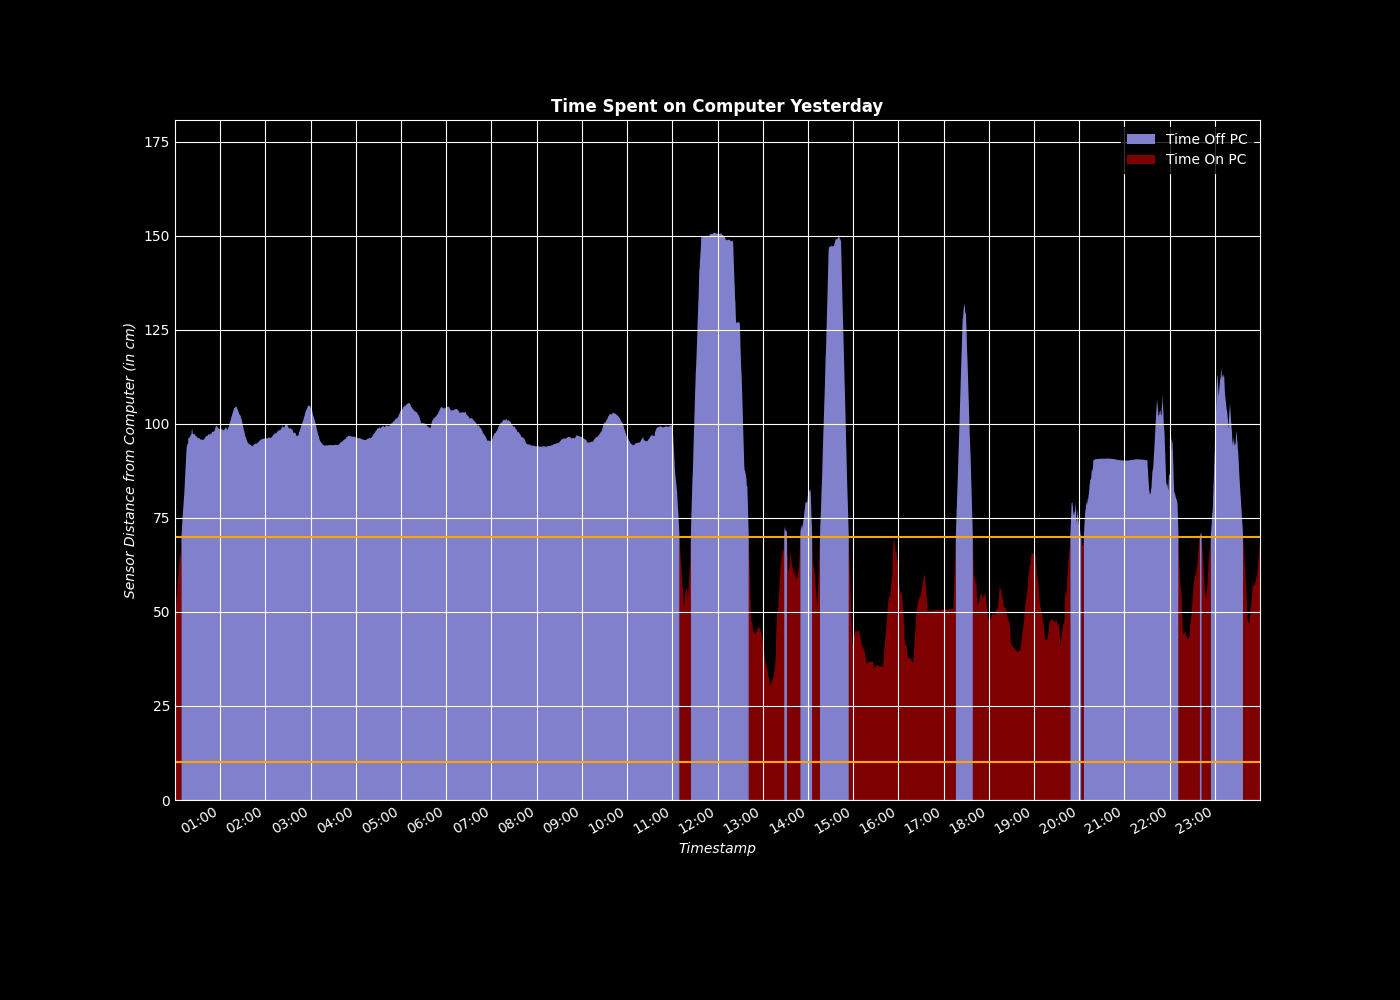 Time Spent on Computer Yesterday
Time Off PC
Time On PC
Sensor Distance from Computer (in cm)
175
150
125
100
75
50
25
0
01:00 02:00 03:00 04:00 05:00 06:00 07:00 08:00 09:00 10:00 11:00 12:00 13:00 14:00 15:00 16:00 17:00 18:00 19:00 20:00 21:00 22:00 23:00
Timestamp